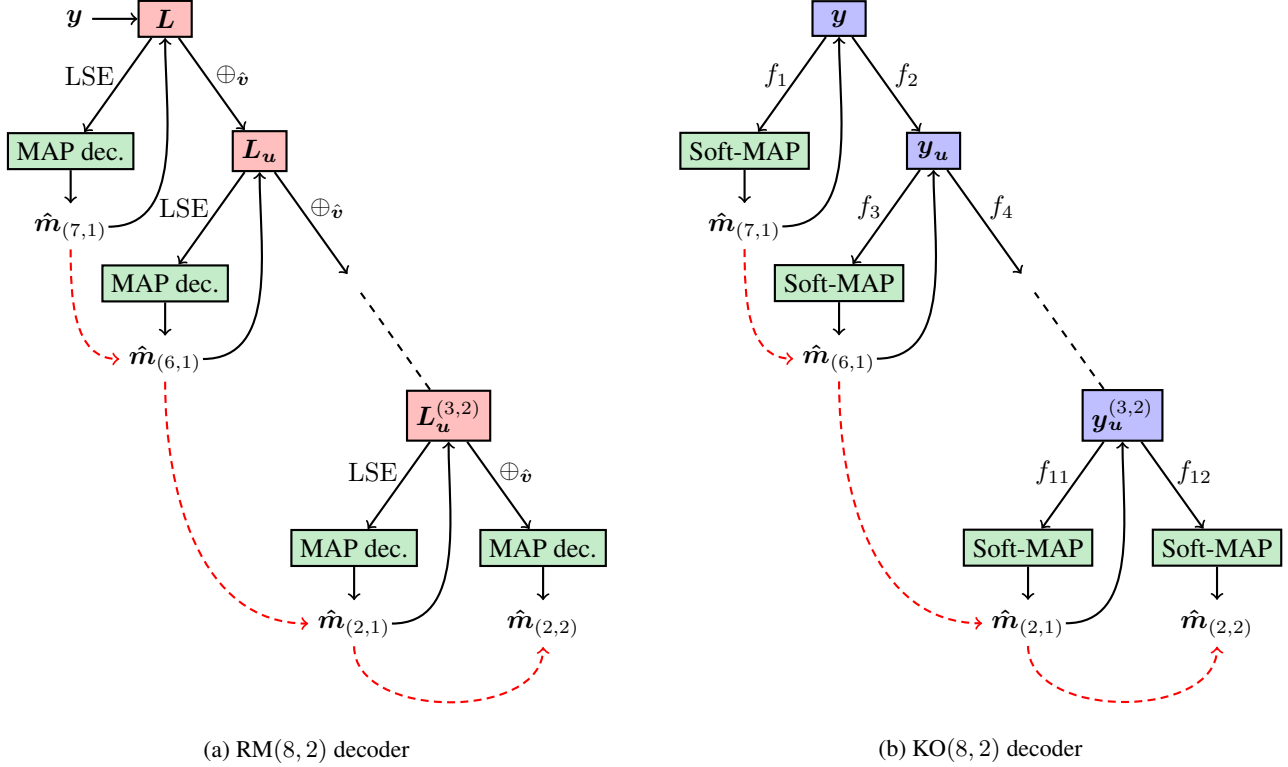 y
L
LSE
⊕_v̂
MAP dec.
L_u
m̂_(7,1)
LSE
⊕_v̂
MAP dec.
m̂_(6,1)
L_u^(3,2)
LSE
⊕_v̂
MAP dec.
MAP dec.
m̂_(2,1)
m̂_(2,2)
(a) RM(8, 2) decoder
y
f_1
f_2
Soft-MAP
y_u
m̂_(7,1)
f_3
f_4
Soft-MAP
m̂_(6,1)
y_u^(3,2)
f_11
f_12
Soft-MAP
Soft-MAP
m̂_(2,1)
m̂_(2,2)
(b) KO(8, 2) decoder